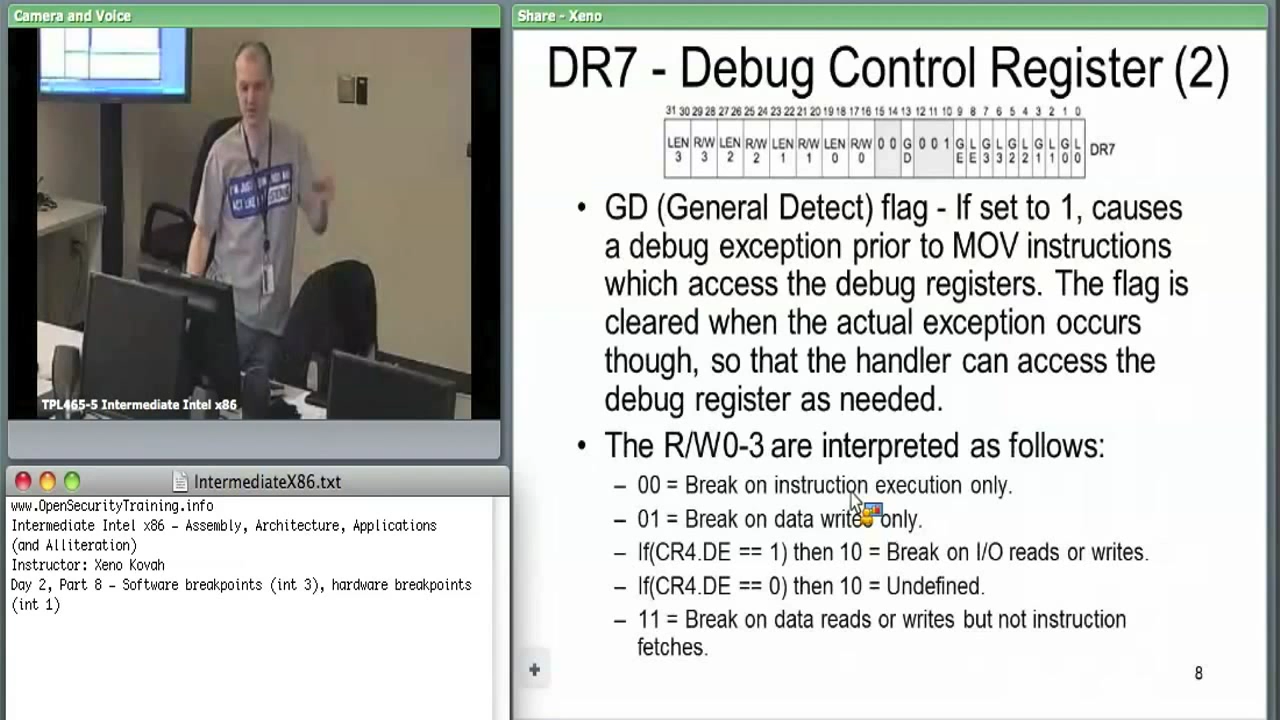 Camera and Voice
TPL465-5 Intermediate Intel x86
IntermediateX86.txt
www.OpenSecurityTraining.info
Intermediate Intel x86 – Assembly, Architecture, Applications
(and Alliteration)
Instructor: Xeno Kovah
Day 2, Part 8 – Software breakpoints (int 3), hardware breakpoints
(int 1)
Share - Xeno
DR7 - Debug Control Register (2)
31 30 29 28 27 26 25 24 23 22 21 20 19 18 17 16 15 14 13 12 11 10 9 8 7 6 5 4 3 2 1 0
LEN 3 R/W 3 LEN 2 R/W 2 LEN 1 R/W 1 LEN 0 R/W 0 0 0 G D 0 0 1 G E L E G 3 L 3 G 2 L 2 G 1 L 1 G 0 L 0 DR7
• GD (General Detect) flag - If set to 1, causes
a debug exception prior to MOV instructions
which access the debug registers. The flag is
cleared when the actual exception occurs
though, so that the handler can access the
debug register as needed.
• The R/W0-3 are interpreted as follows:
– 00 = Break on instruction execution only.
– 01 = Break on data writes only.
– If(CR4.DE == 1) then 10 = Break on I/O reads or writes.
– If(CR4.DE == 0) then 10 = Undefined.
– 11 = Break on data reads or writes but not instruction
fetches.
8